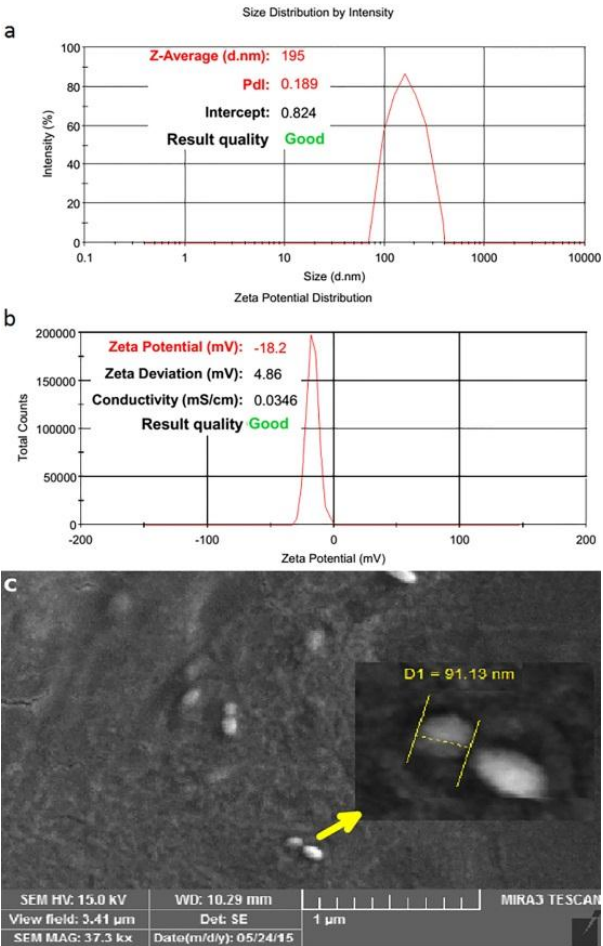 Size Distribution by Intensity
a
Z-Average (d.nm): 195
PdI: 0.189
Intercept: 0.824
Result quality Good
Intensity (%)
100
80
60
40
20
0
0.1 1 10 100 1000 10000
Size (d.nm)
Zeta Potential Distribution
b
Zeta Potential (mV): -18.2
Zeta Deviation (mV): 4.86
Conductivity (mS/cm): 0.0346
Result quality Good
Total Counts
200000
150000
100000
50000
0
-200 -100 0 100 200
Zeta Potential (mV)
c
D1 = 91.13 nm
SEM HV: 15.0 kV WD: 10.29 mm MIRA3 TESCAN
View field: 3.41 µm Det: SE 1 µm
SEM MAG: 37.3 kx Date(m/d/y): 05/24/15